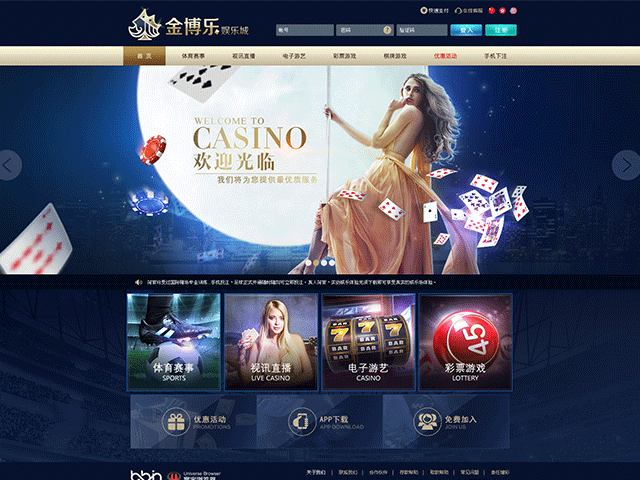 快速支付 在线客服
金博乐 娱乐城
账号 密码 验证码 登入 注册
首 页 体育赛事 视讯直播 电子游艺 彩票游戏 棋牌游戏 优惠活动 手机下注
WELCOME TO
CASINO
欢迎光临
我们将为您提供最优质服务
7 7 7
BAR BAR BAR
45
体育赛事 视讯直播 电子游艺 彩票游戏
SPORTS LIVE CASINO CASINO LOTTERY
优惠活动 APP下载 免费加入
PROMOTIONS APP DOWNLOAD JOIN US
bbin Universe Browser
关于我们 | 联系我们 | 合作伙伴 | 存款帮助 | 取款帮助 | 常见问题 | 责任博彩